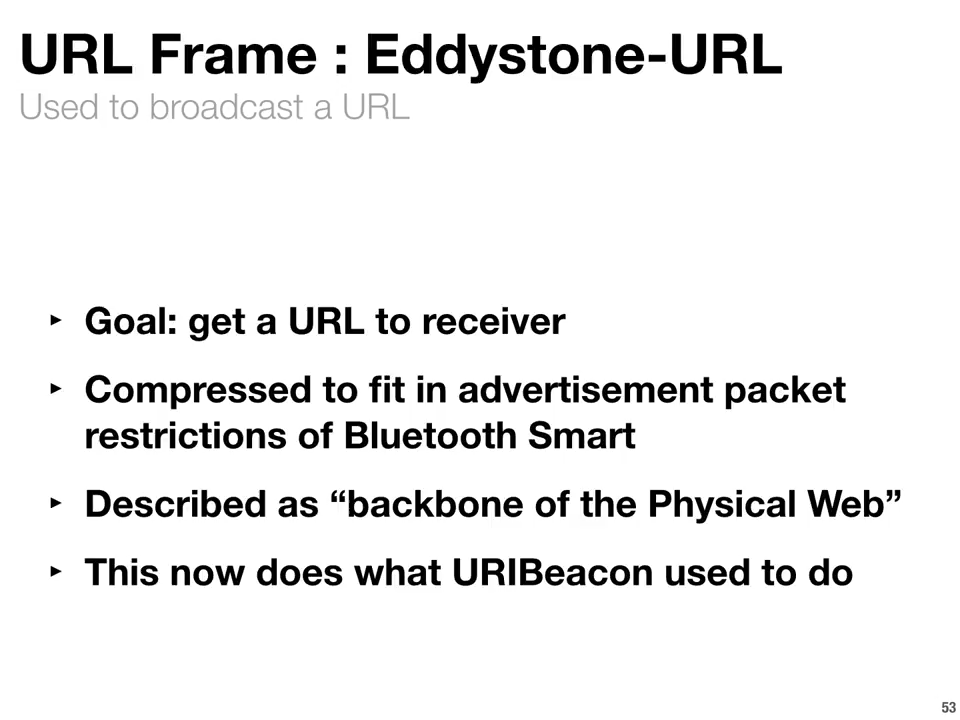 URL Frame : Eddystone-URL
Used to broadcast a URL
‣ Goal: get a URL to receiver
‣ Compressed to fit in advertisement packet
restrictions of Bluetooth Smart
‣ Described as “backbone of the Physical Web”
‣ This now does what URIBeacon used to do
53